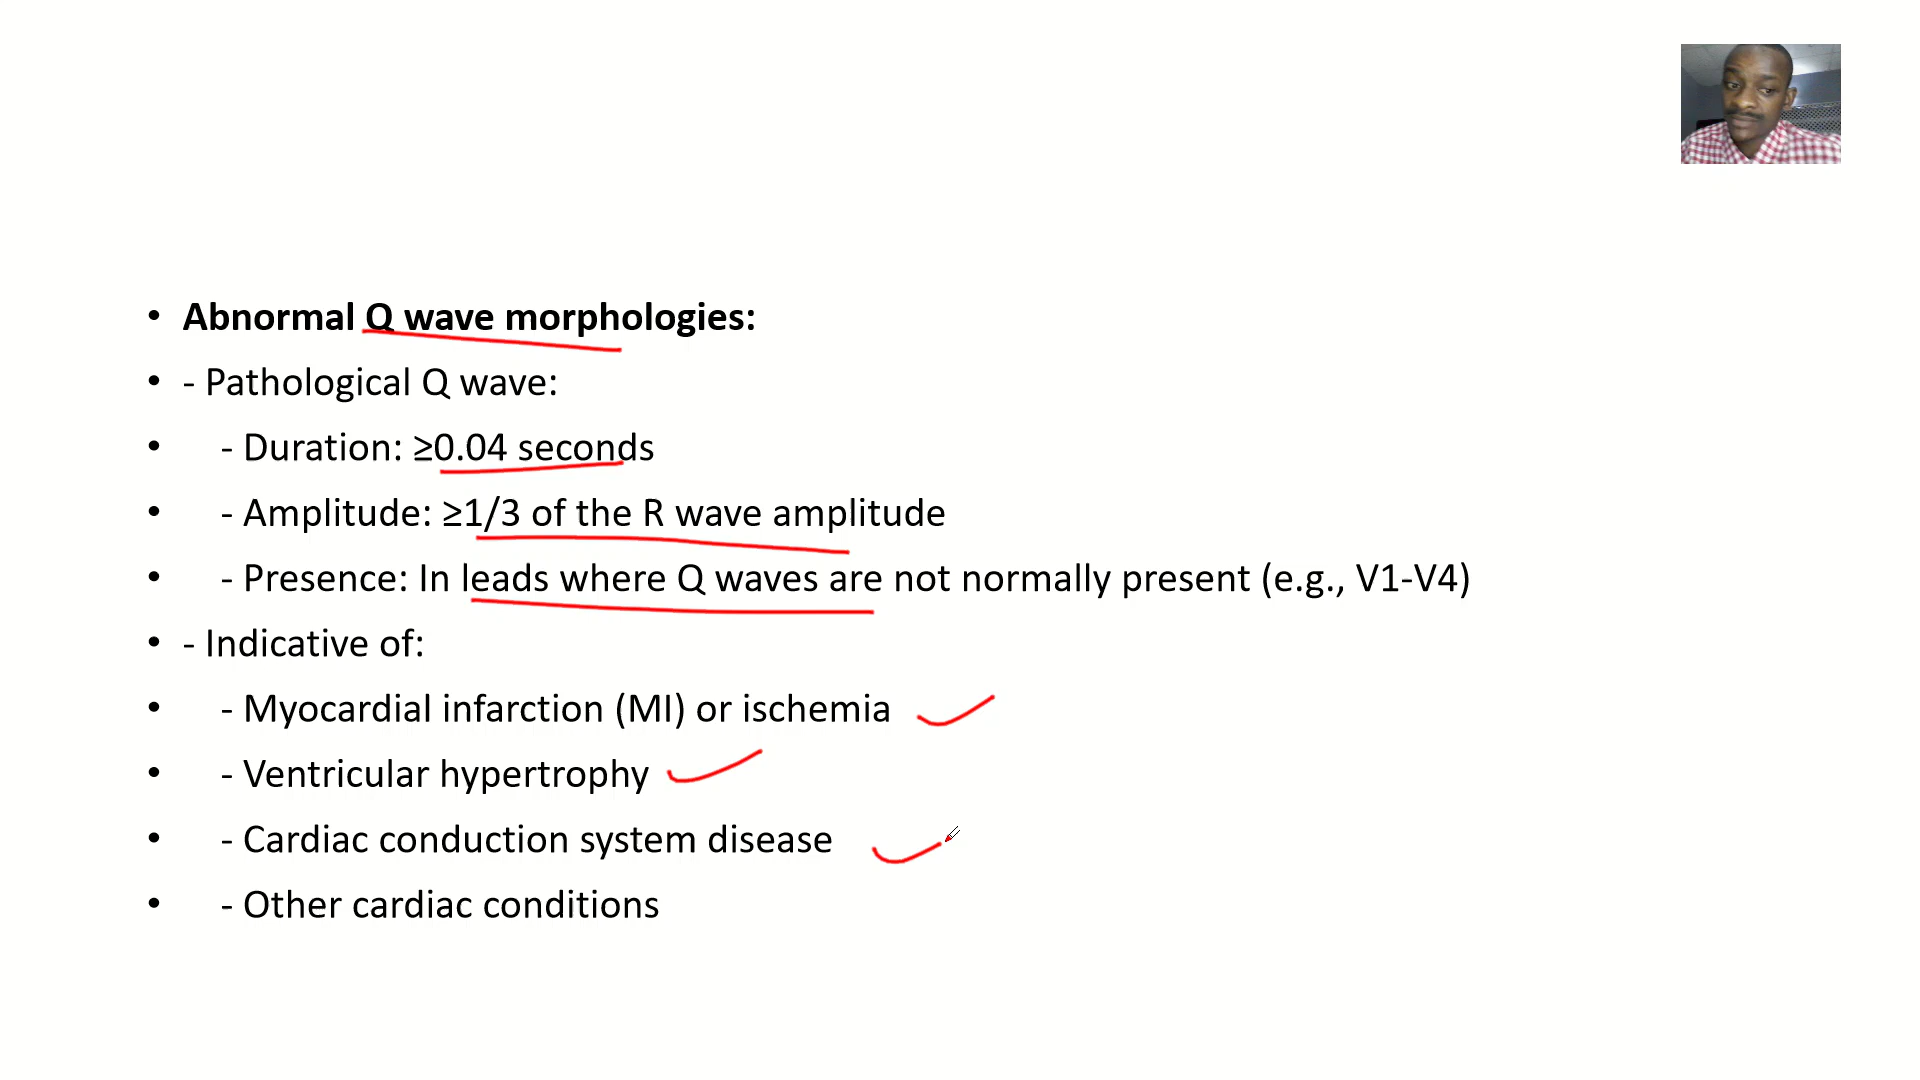 • Abnormal Q wave morphologies:
• - Pathological Q wave:
• - Duration: ≥0.04 seconds
• - Amplitude: ≥1/3 of the R wave amplitude
• - Presence: In leads where Q waves are not normally present (e.g., V1-V4)
• - Indicative of:
• - Myocardial infarction (MI) or ischemia
• - Ventricular hypertrophy
• - Cardiac conduction system disease
• - Other cardiac conditions